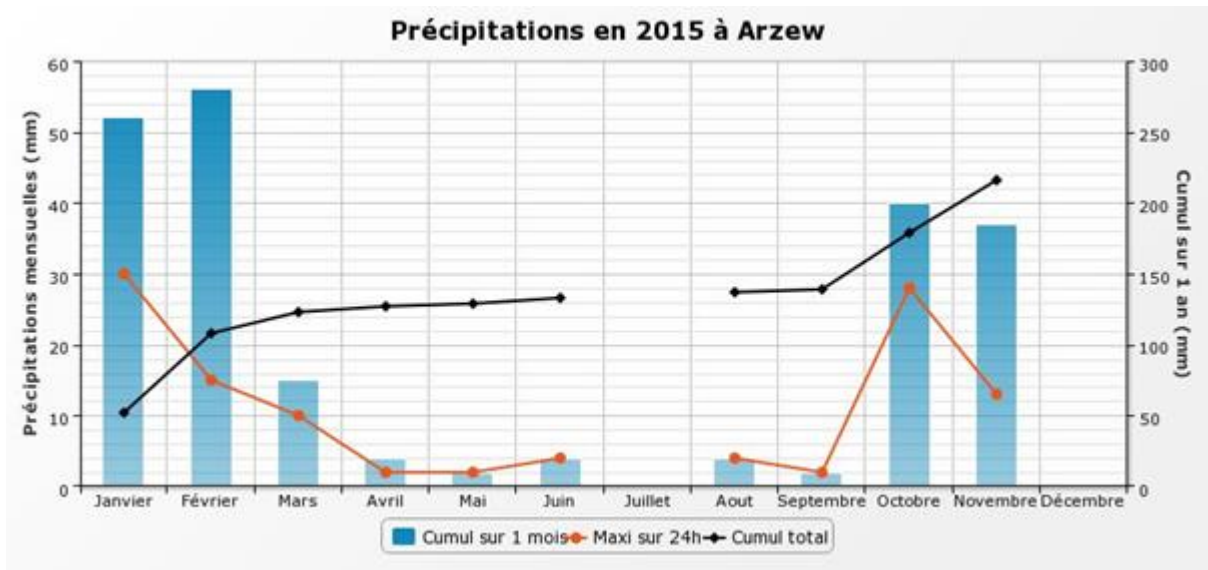 Précipitations en 2015 à Arzew
Précipitations mensuelles (mm)
60
50
40
30
20
10
0
300
250
200
150
100
50
0
Cumul sur 1 an (mm)
Janvier Février Mars Avril Mai Juin Juillet Aout Septembre Octobre Novembre Décembre
Cumul sur 1 mois Maxi sur 24h Cumul total